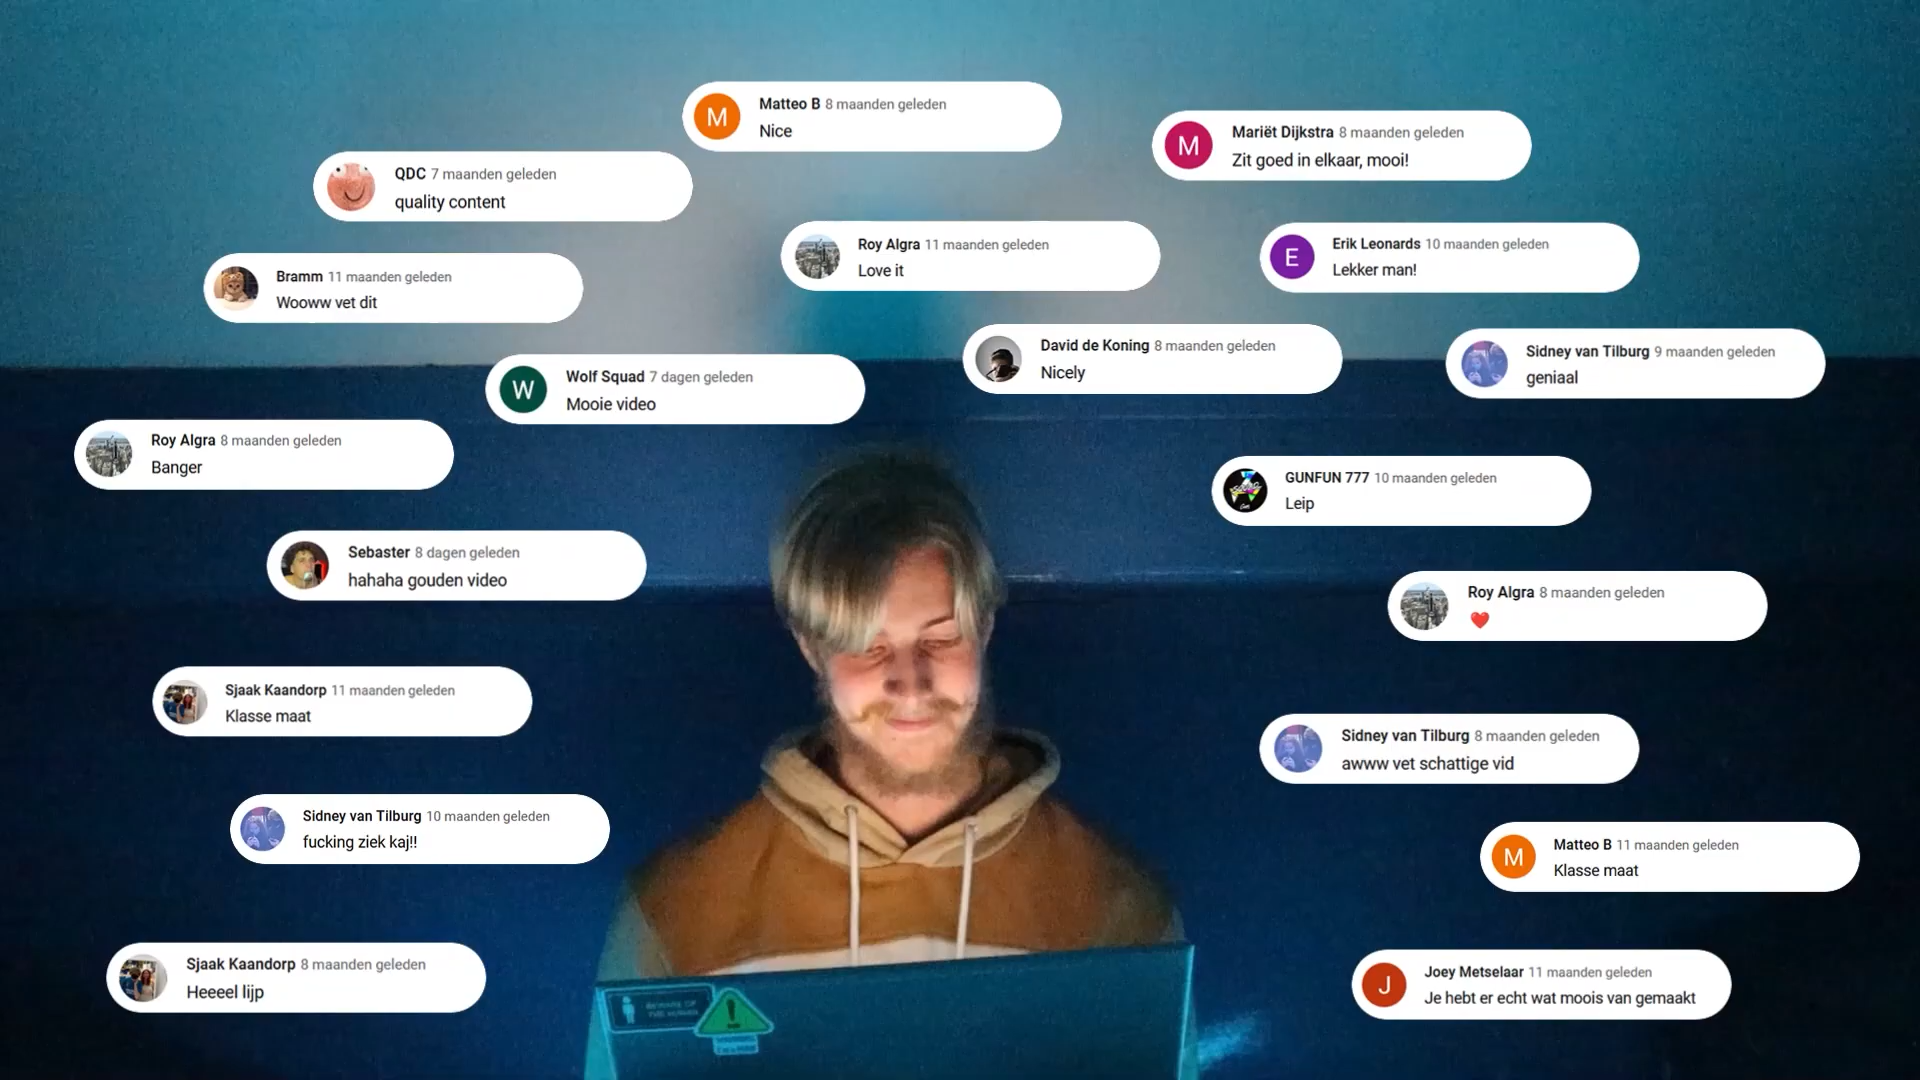 Matteo B 8 maanden geleden
Nice
Mariët Dijkstra 8 maanden geleden
Zit goed in elkaar, mooi!
QDC 7 maanden geleden
quality content
Roy Algra 11 maanden geleden
Love it
Erik Leonards 10 maanden geleden
Lekker man!
Bramm 11 maanden geleden
Wooww vet dit
David de Koning 8 maanden geleden
Nicely
Sidney van Tilburg 9 maanden geleden
geniaal
Wolf Squad 7 dagen geleden
Mooie video
Roy Algra 8 maanden geleden
Banger
GUNFUN 777 10 maanden geleden
Leip
Sebaster 8 dagen geleden
hahaha gouden video
Roy Algra 8 maanden geleden
❤️
Sjaak Kaandorp 11 maanden geleden
Klasse maat
Sidney van Tilburg 8 maanden geleden
awww vet schattige vid
Sidney van Tilburg 10 maanden geleden
fucking ziek kaj!!
Matteo B 11 maanden geleden
Klasse maat
Sjaak Kaandorp 8 maanden geleden
Heeeel lijp
Joey Metselaar 11 maanden geleden
Je hebt er echt wat moois van gemaakt